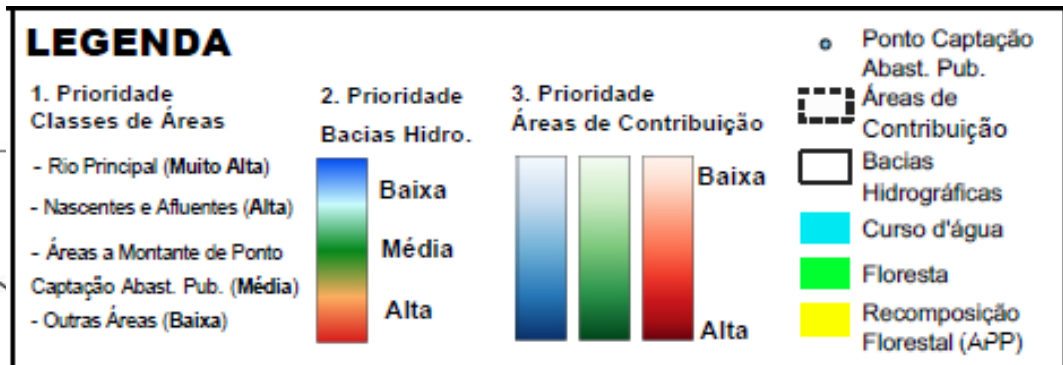 LEGENDA
1. Prioridade
Classes de Áreas
- Rio Principal (Muito Alta)
- Nascentes e Afluentes (Alta)
- Áreas a Montante de Ponto
Captação Abast. Pub. (Média)
- Outras Áreas (Baixa)
2. Prioridade
Bacias Hidro.
Baixa
Média
Alta
3. Prioridade
Áreas de Contribuição
Baixa
Alta
Ponto Captação
Abast. Pub.
Áreas de
Contribuição
Bacias
Hidrográficas
Curso d'água
Floresta
Recomposição
Florestal (APP)